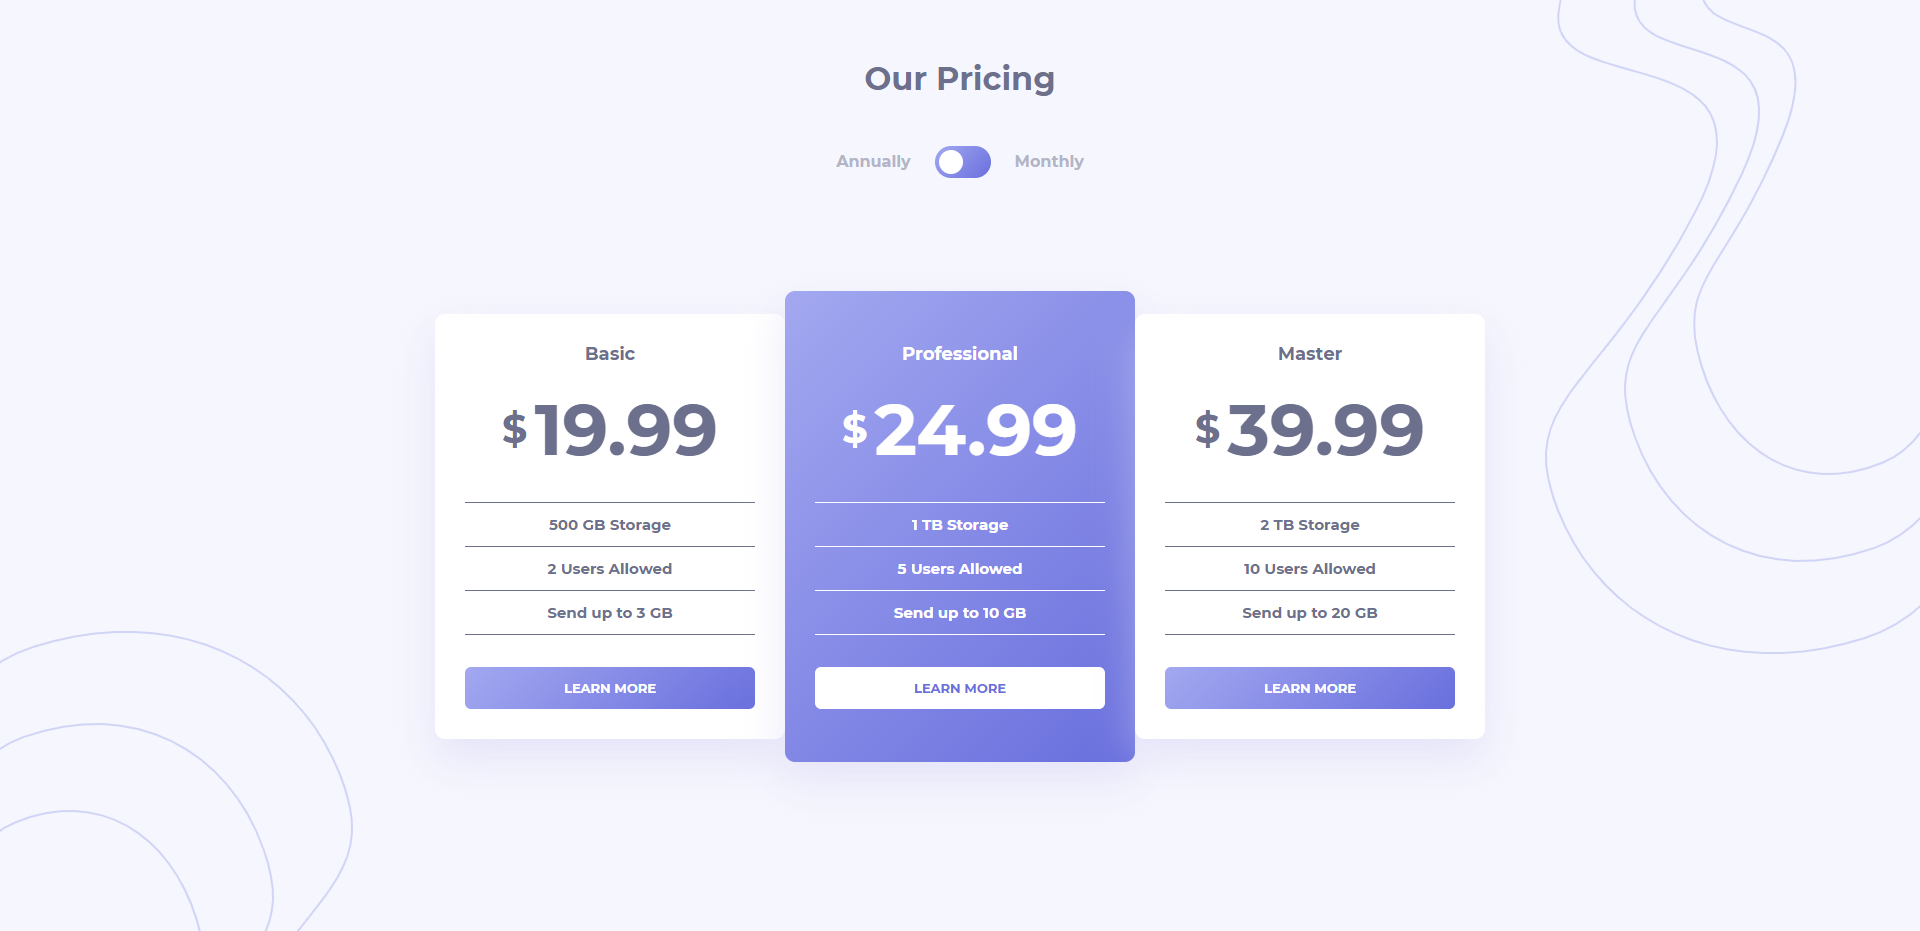 Our Pricing
Annually Monthly
Basic
$19.99
500 GB Storage
2 Users Allowed
Send up to 3 GB
LEARN MORE
Professional
$24.99
1 TB Storage
5 Users Allowed
Send up to 10 GB
LEARN MORE
Master
$39.99
2 TB Storage
10 Users Allowed
Send up to 20 GB
LEARN MORE